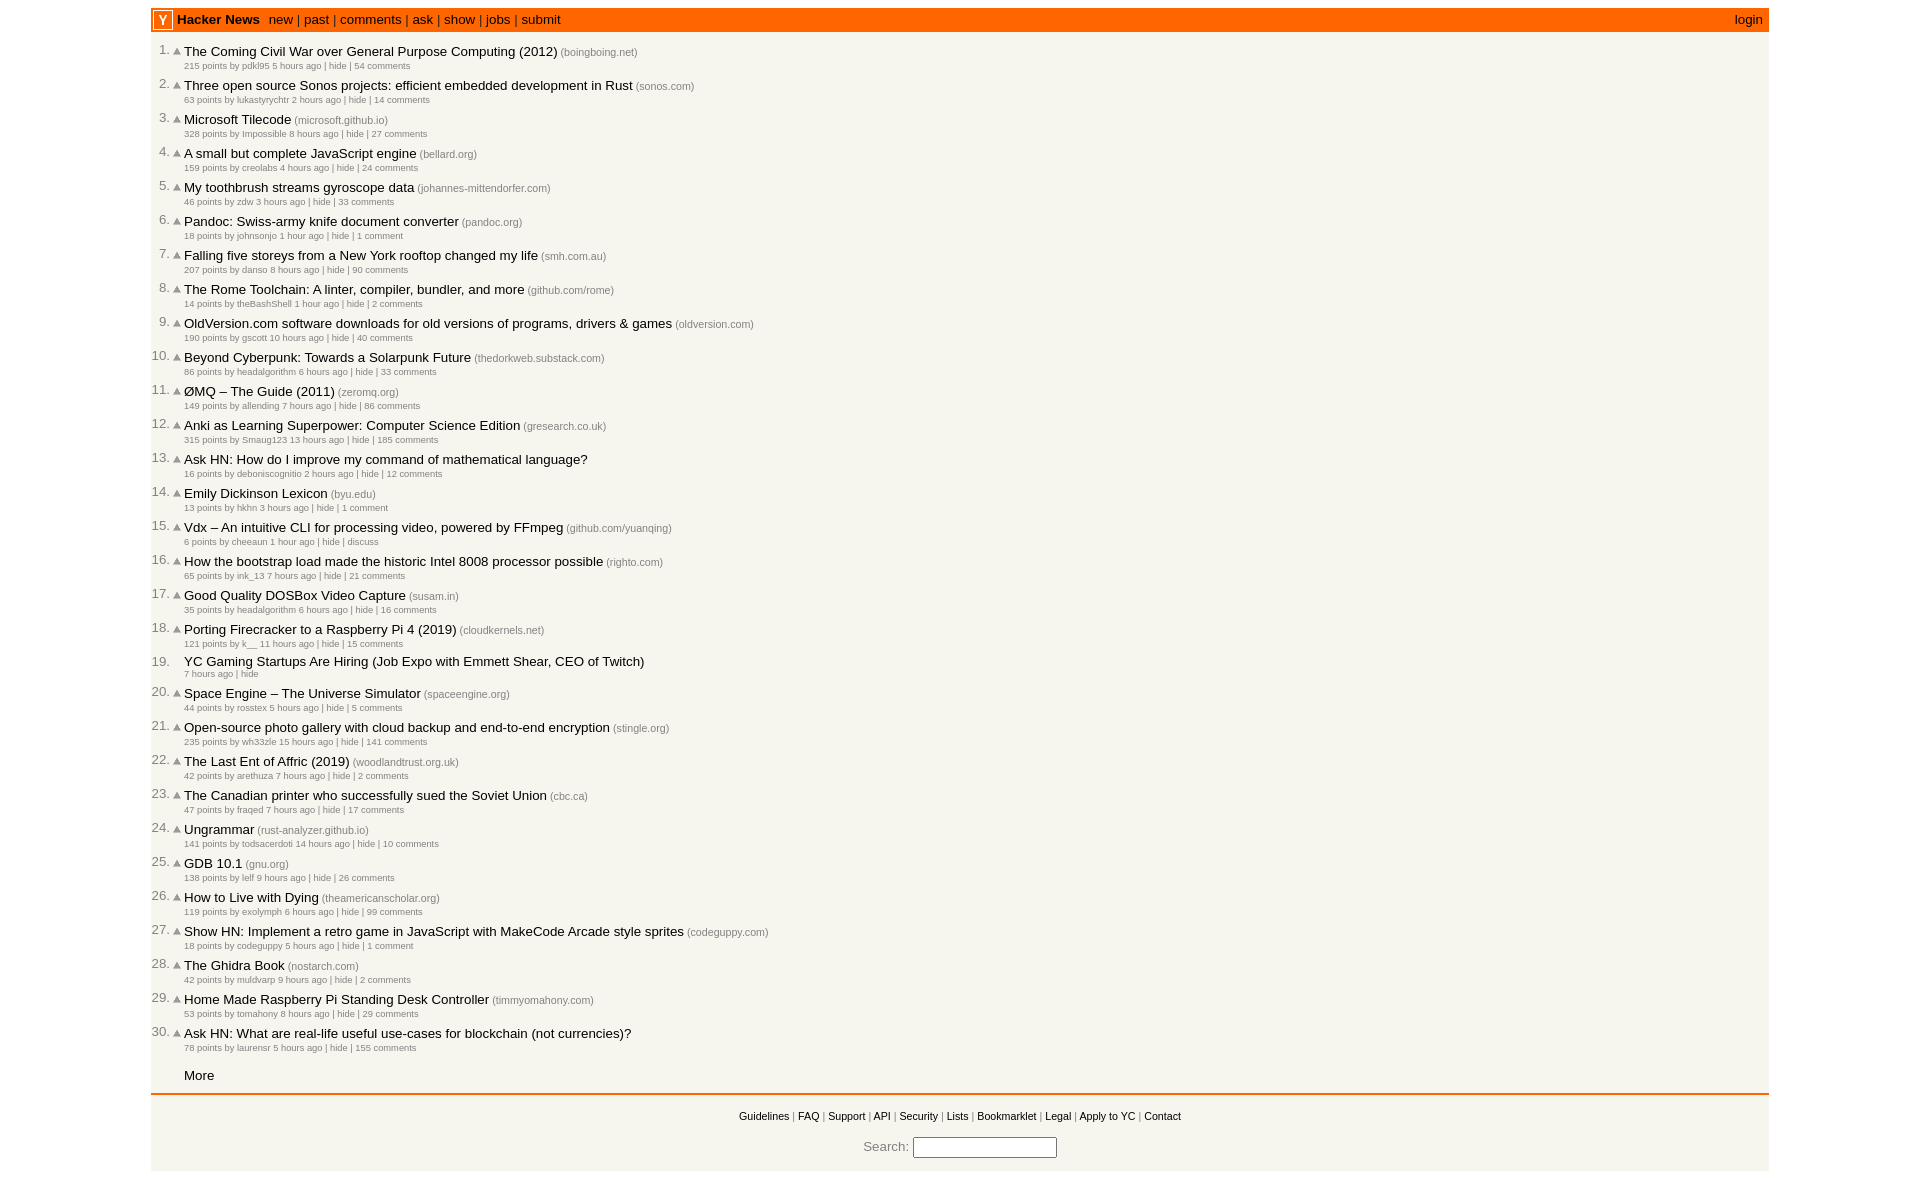 Y Hacker News new | past | comments | ask | show | jobs | submit login
1. The Coming Civil War over General Purpose Computing (2012) (boingboing.net)
215 points by pdkl95 5 hours ago | hide | 54 comments
2. Three open source Sonos projects: efficient embedded development in Rust (sonos.com)
63 points by lukastyrychtr 2 hours ago | hide | 14 comments
3. Microsoft Tilecode (microsoft.github.io)
328 points by Impossible 8 hours ago | hide | 27 comments
4. A small but complete JavaScript engine (bellard.org)
159 points by creolabs 4 hours ago | hide | 24 comments
5. My toothbrush streams gyroscope data (johannes-mittendorfer.com)
46 points by zdw 3 hours ago | hide | 33 comments
6. Pandoc: Swiss-army knife document converter (pandoc.org)
18 points by johnsonjo 1 hour ago | hide | 1 comment
7. Falling five storeys from a New York rooftop changed my life (smh.com.au)
207 points by danso 8 hours ago | hide | 90 comments
8. The Rome Toolchain: A linter, compiler, bundler, and more (github.com/rome)
14 points by theBashShell 1 hour ago | hide | 2 comments
9. OldVersion.com software downloads for old versions of programs, drivers & games (oldversion.com)
190 points by gscott 10 hours ago | hide | 40 comments
10. Beyond Cyberpunk: Towards a Solarpunk Future (thedorkweb.substack.com)
86 points by headalgorithm 6 hours ago | hide | 33 comments
11. ØMQ – The Guide (2011) (zeromq.org)
149 points by allending 7 hours ago | hide | 86 comments
12. Anki as Learning Superpower: Computer Science Edition (gresearch.co.uk)
315 points by Smaug123 13 hours ago | hide | 185 comments
13. Ask HN: How do I improve my command of mathematical language?
16 points by deboniscognitio 2 hours ago | hide | 12 comments
14. Emily Dickinson Lexicon (byu.edu)
13 points by hkhn 3 hours ago | hide | 1 comment
15. Vdx – An intuitive CLI for processing video, powered by FFmpeg (github.com/yuanqing)
6 points by cheeaun 1 hour ago | hide | discuss
16. How the bootstrap load made the historic Intel 8008 processor possible (righto.com)
65 points by ink_13 7 hours ago | hide | 21 comments
17. Good Quality DOSBox Video Capture (susam.in)
35 points by headalgorithm 6 hours ago | hide | 16 comments
18. Porting Firecracker to a Raspberry Pi 4 (2019) (cloudkernels.net)
121 points by k__ 11 hours ago | hide | 15 comments
19. YC Gaming Startups Are Hiring (Job Expo with Emmett Shear, CEO of Twitch)
7 hours ago | hide
20. Space Engine – The Universe Simulator (spaceengine.org)
44 points by rosstex 5 hours ago | hide | 5 comments
21. Open-source photo gallery with cloud backup and end-to-end encryption (stingle.org)
235 points by wh33zle 15 hours ago | hide | 141 comments
22. The Last Ent of Affric (2019) (woodlandtrust.org.uk)
42 points by arethuza 7 hours ago | hide | 2 comments
23. The Canadian printer who successfully sued the Soviet Union (cbc.ca)
47 points by fraqed 7 hours ago | hide | 17 comments
24. Ungrammar (rust-analyzer.github.io)
141 points by todsacerdoti 14 hours ago | hide | 10 comments
25. GDB 10.1 (gnu.org)
138 points by lelf 9 hours ago | hide | 26 comments
26. How to Live with Dying (theamericanscholar.org)
119 points by exolymph 6 hours ago | hide | 99 comments
27. Show HN: Implement a retro game in JavaScript with MakeCode Arcade style sprites (codeguppy.com)
18 points by codeguppy 5 hours ago | hide | 1 comment
28. The Ghidra Book (nostarch.com)
42 points by muldvarp 9 hours ago | hide | 2 comments
29. Home Made Raspberry Pi Standing Desk Controller (timmyomahony.com)
53 points by tomahony 8 hours ago | hide | 29 comments
30. Ask HN: What are real-life useful use-cases for blockchain (not currencies)?
78 points by laurensr 5 hours ago | hide | 155 comments
More
Guidelines | FAQ | Support | API | Security | Lists | Bookmarklet | Legal | Apply to YC | Contact
Search: